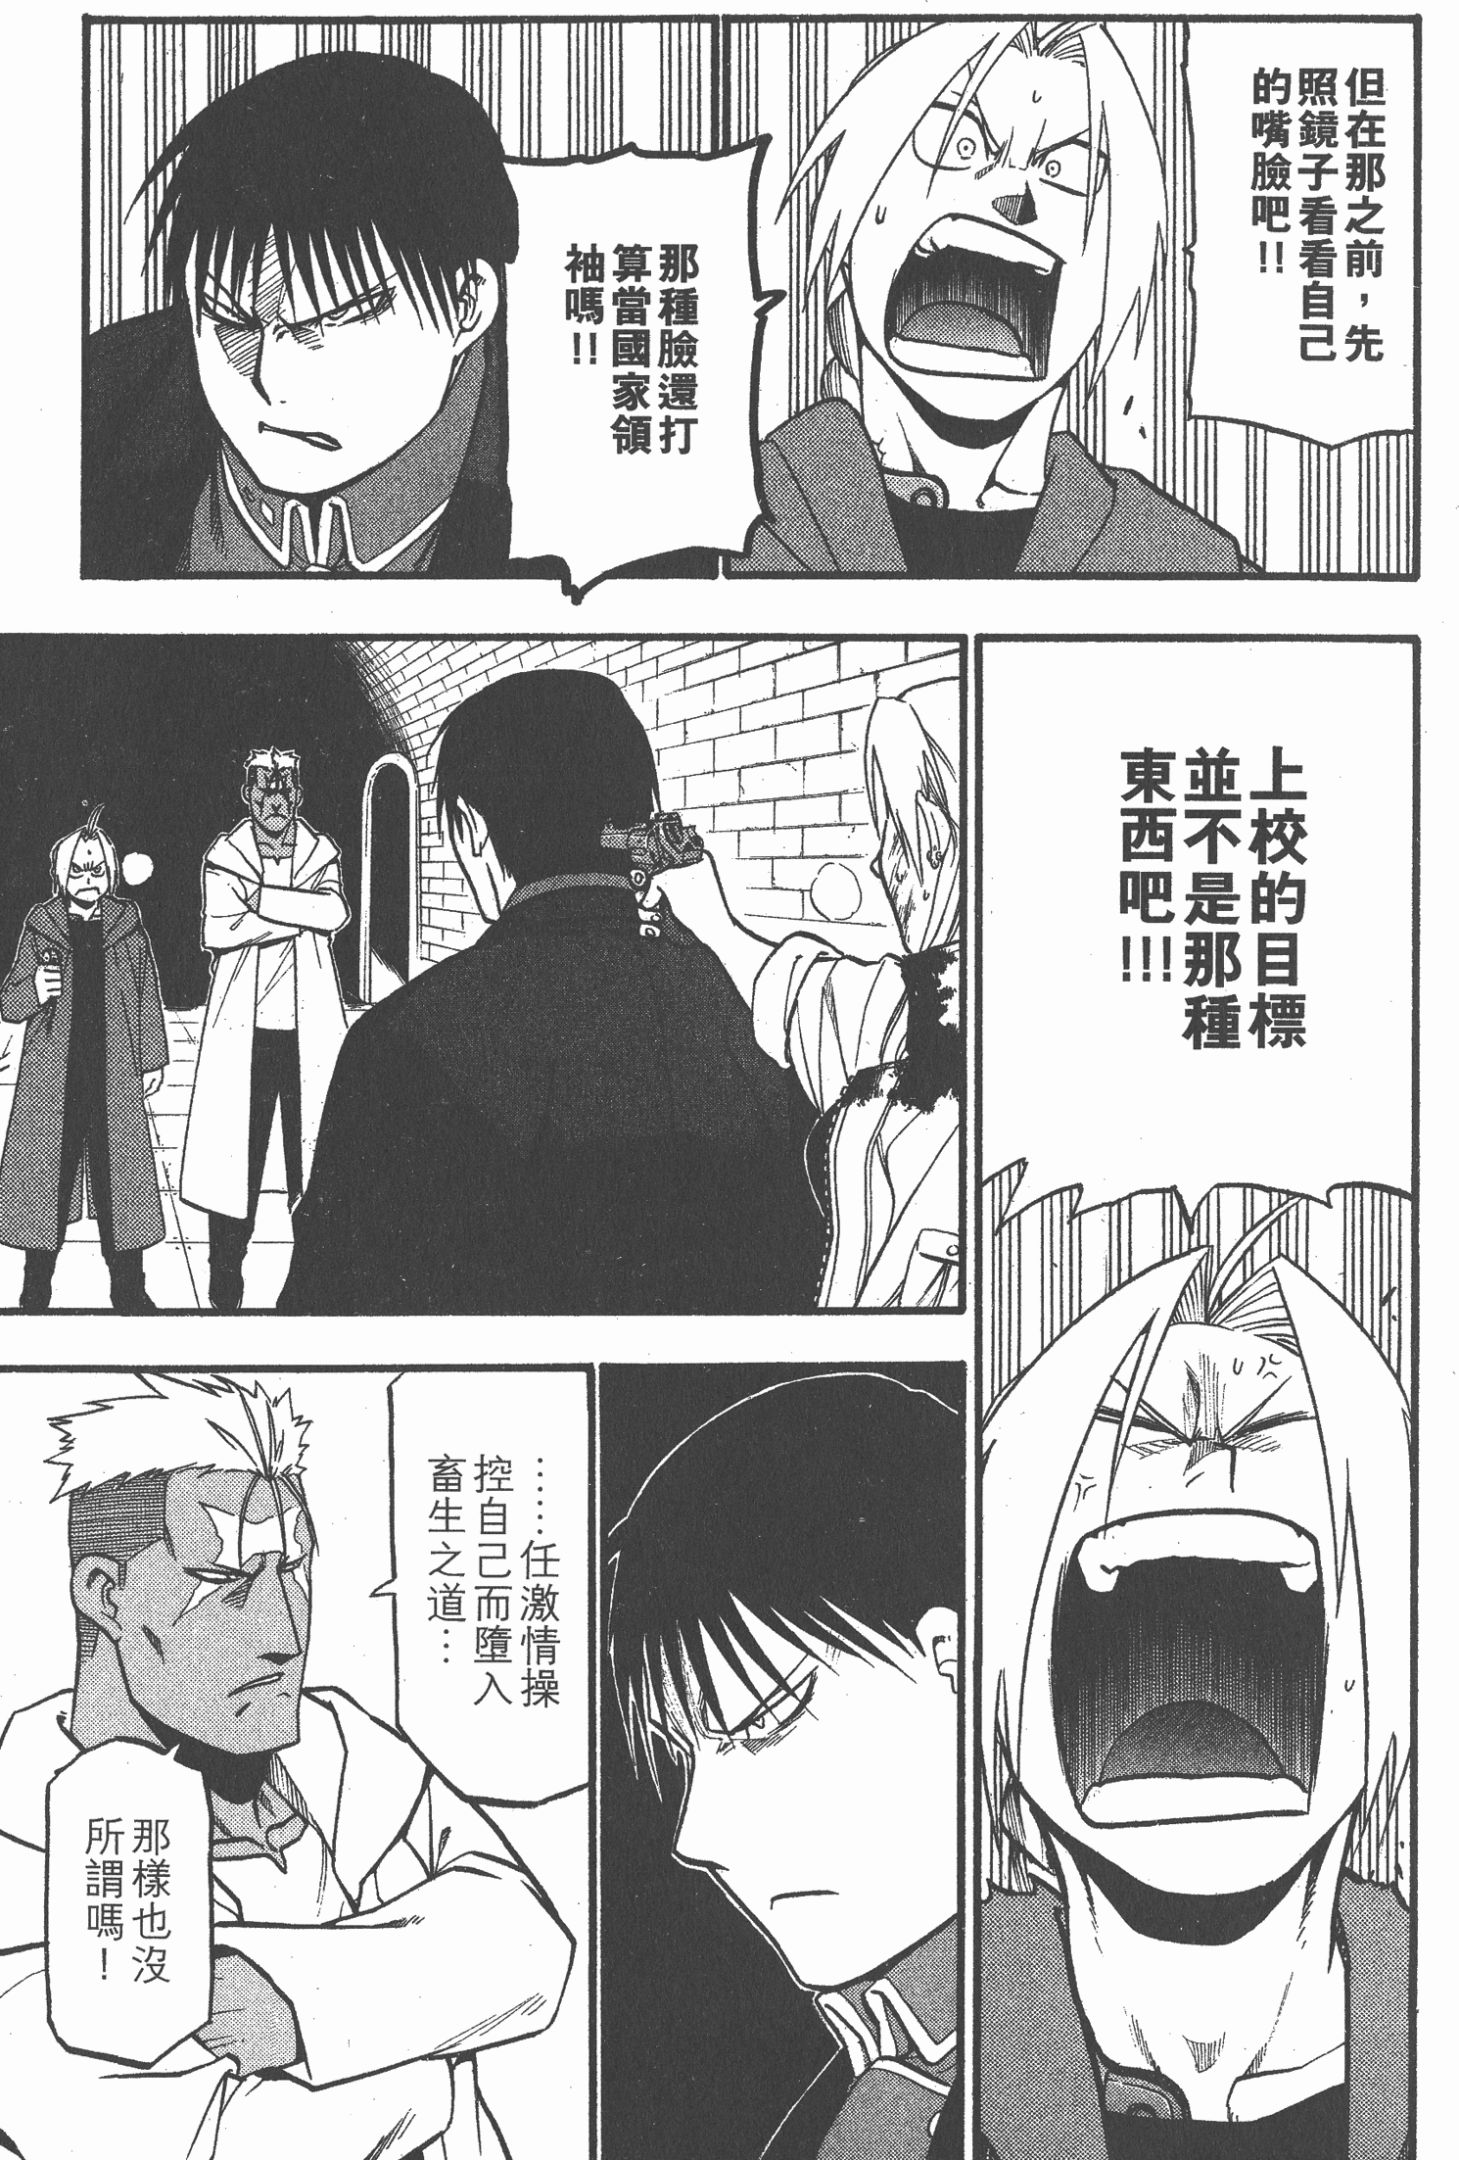 但在那之前，先
照鏡子看看自己
的嘴臉吧!!
那種臉還打
算當國家領
袖嗎!!
上校的目標
並不是那種
東西吧!!!
……任激情操
控自己而墮入
畜生之道…
那樣也沒
所謂嗎！